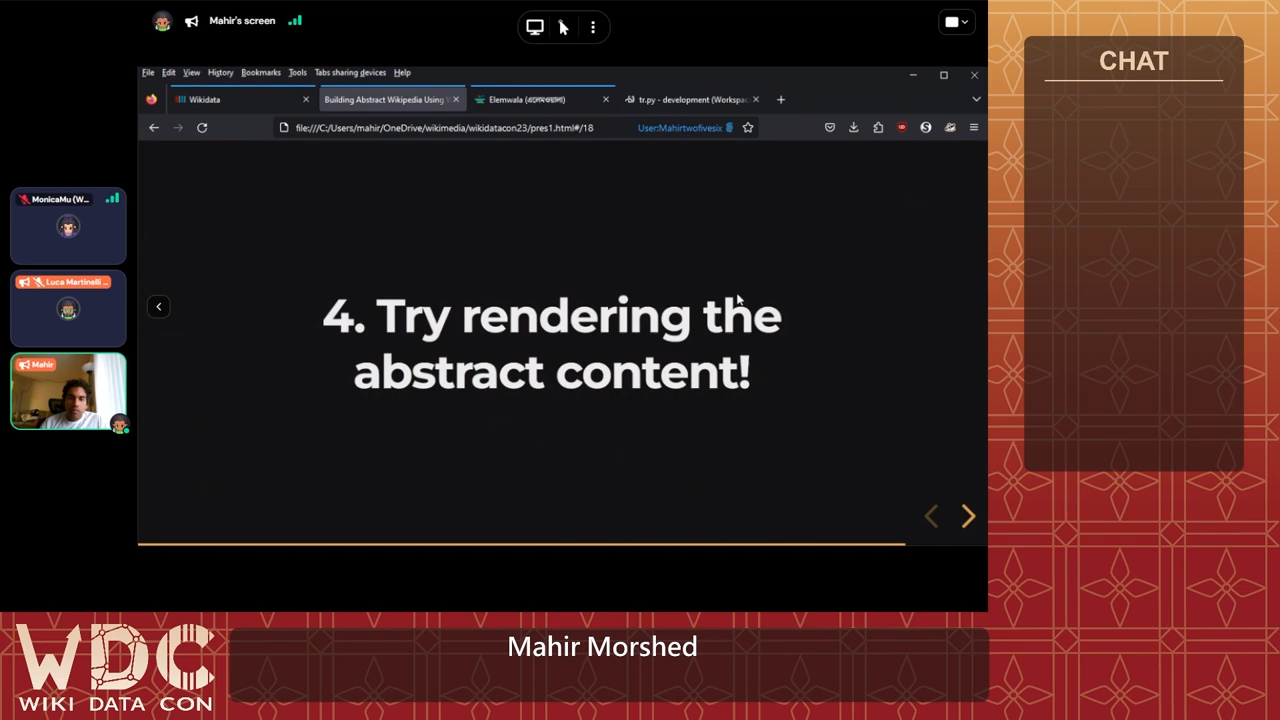 Mahir's screen
CHAT
File Edit View History Bookmarks Tools Tabs sharing devices Help
Wikidata
Building Abstract Wikipedia Using
Elemwala (এলেমওয়ালা)
tr.py - development (Workspac
file:///C:/Users/mahir/OneDrive/wikimedia/wikidatacon23/pres1.html#/18
User:Mahirtwofivesix
MonicaMu (W...
Luca Martinelli ...
Mahir
4. Try rendering the
abstract content!
Mahir Morshed
WDC
WIKI DATA CON